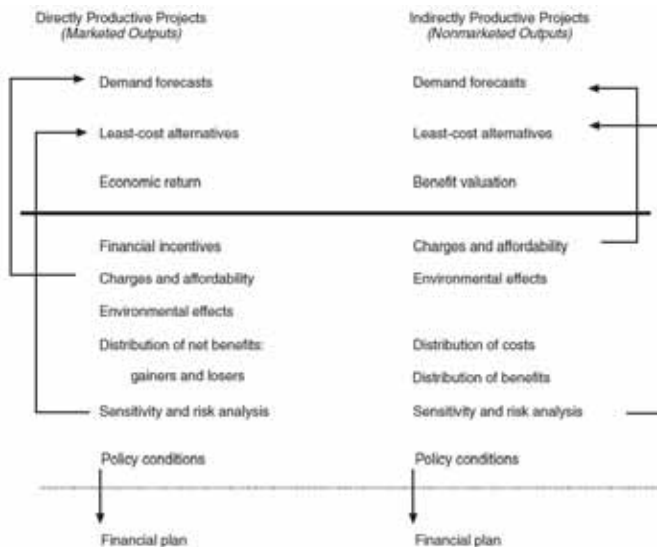 Directly Productive Projects
(Marketed Outputs)
Demand forecasts
Least-cost alternatives
Economic return
Financial incentives
Charges and affordability
Environmental effects
Distribution of net benefits:
gainers and losers
Sensitivity and risk analysis
Policy conditions
Financial plan
Indirectly Productive Projects
(Nonmarketed Outputs)
Demand forecasts
Least-cost alternatives
Benefit valuation
Charges and affordability
Environmental effects
Distribution of costs
Distribution of benefits
Sensitivity and risk analysis
Policy conditions
Financial plan